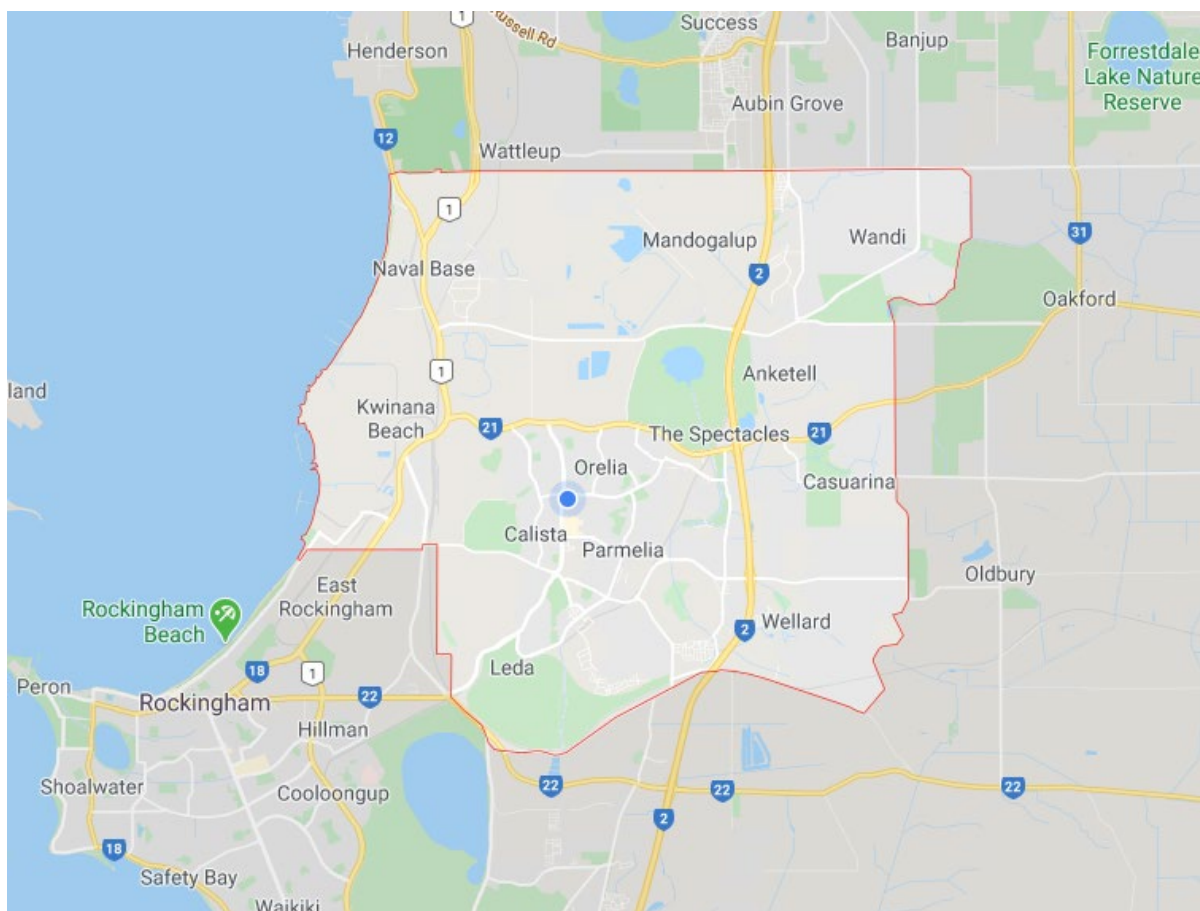 Success
Russell Rd
1
Henderson
Banjup
Forrestdale
Lake Nature
Reserve
Aubin Grove
12
Wattleup
1
Mandogalup
Wandi
31
Naval Base
2
Oakford
1
Anketell
land
Kwinana
Beach
21
The Spectacles
21
Orelia
Casuarina
Calista
Parmelia
Oldbury
East
Rockingham
Rockingham
Beach
Wellard
2
Leda
18
1
Peron
22
Rockingham
Hillman
Shoalwater
Cooloongup
22
22
22
2
18
Safety Bay
Waikiki